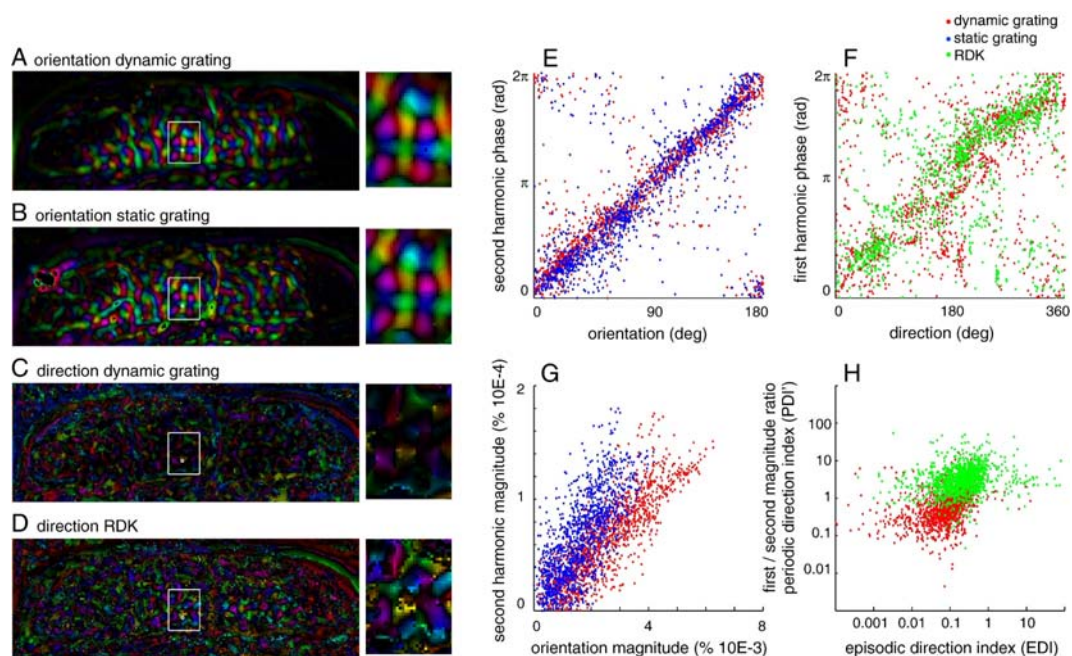 dynamic grating
static grating
RDK
A orientation dynamic grating
B orientation static grating
C direction dynamic grating
D direction RDK
E
2π
π
0
second harmonic phase (rad)
0 90 180
orientation (deg)
F
2π
π
0
first harmonic phase (rad)
0 180 360
direction (deg)
G
2
1
0
second harmonic magnitude (% 10E-4)
0 4 8
orientation magnitude (% 10E-3)
H
100
10
1
0.1
0.01
first / second magnitude ratio
periodic direction index (PDI')
0.001 0.01 0.1 1 10
episodic direction index (EDI)